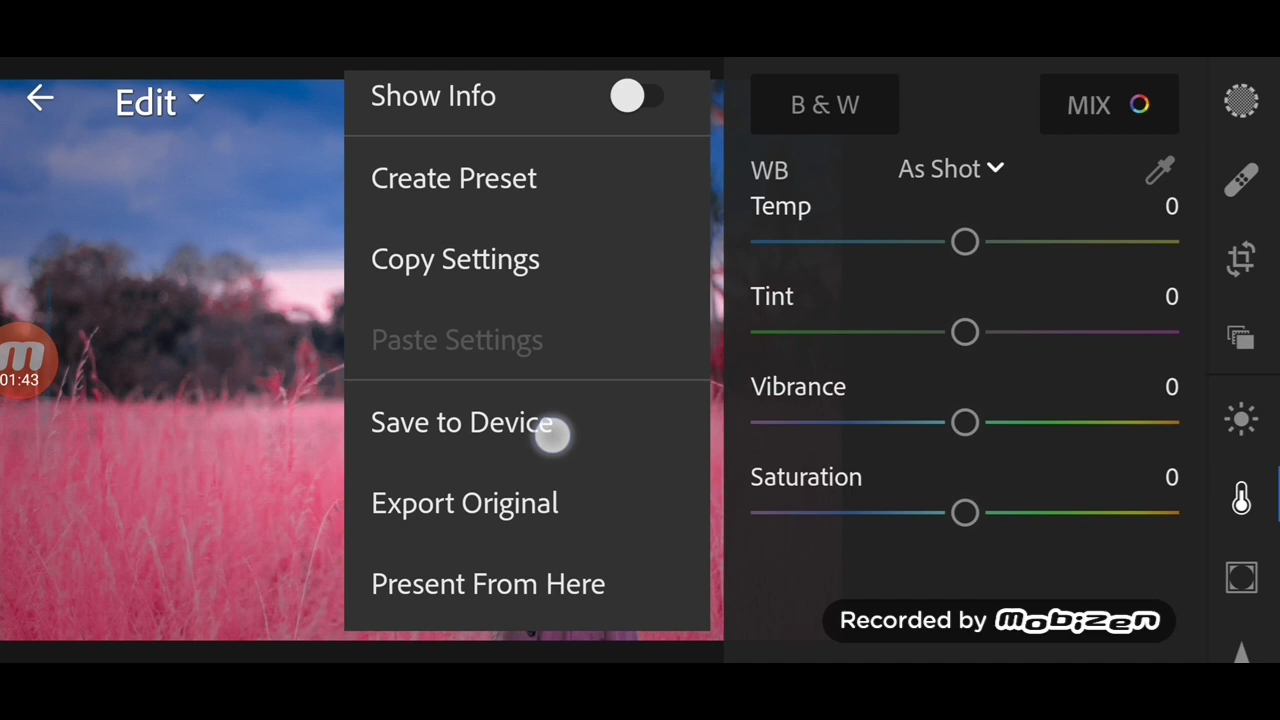 Edit
Show Info
Create Preset
Copy Settings
Paste Settings
Save to Device
Export Original
Present From Here
B & W
MIX
WB
As Shot
Temp
0
Tint
0
Vibrance
0
Saturation
0
m
01:43
Recorded by mobizen